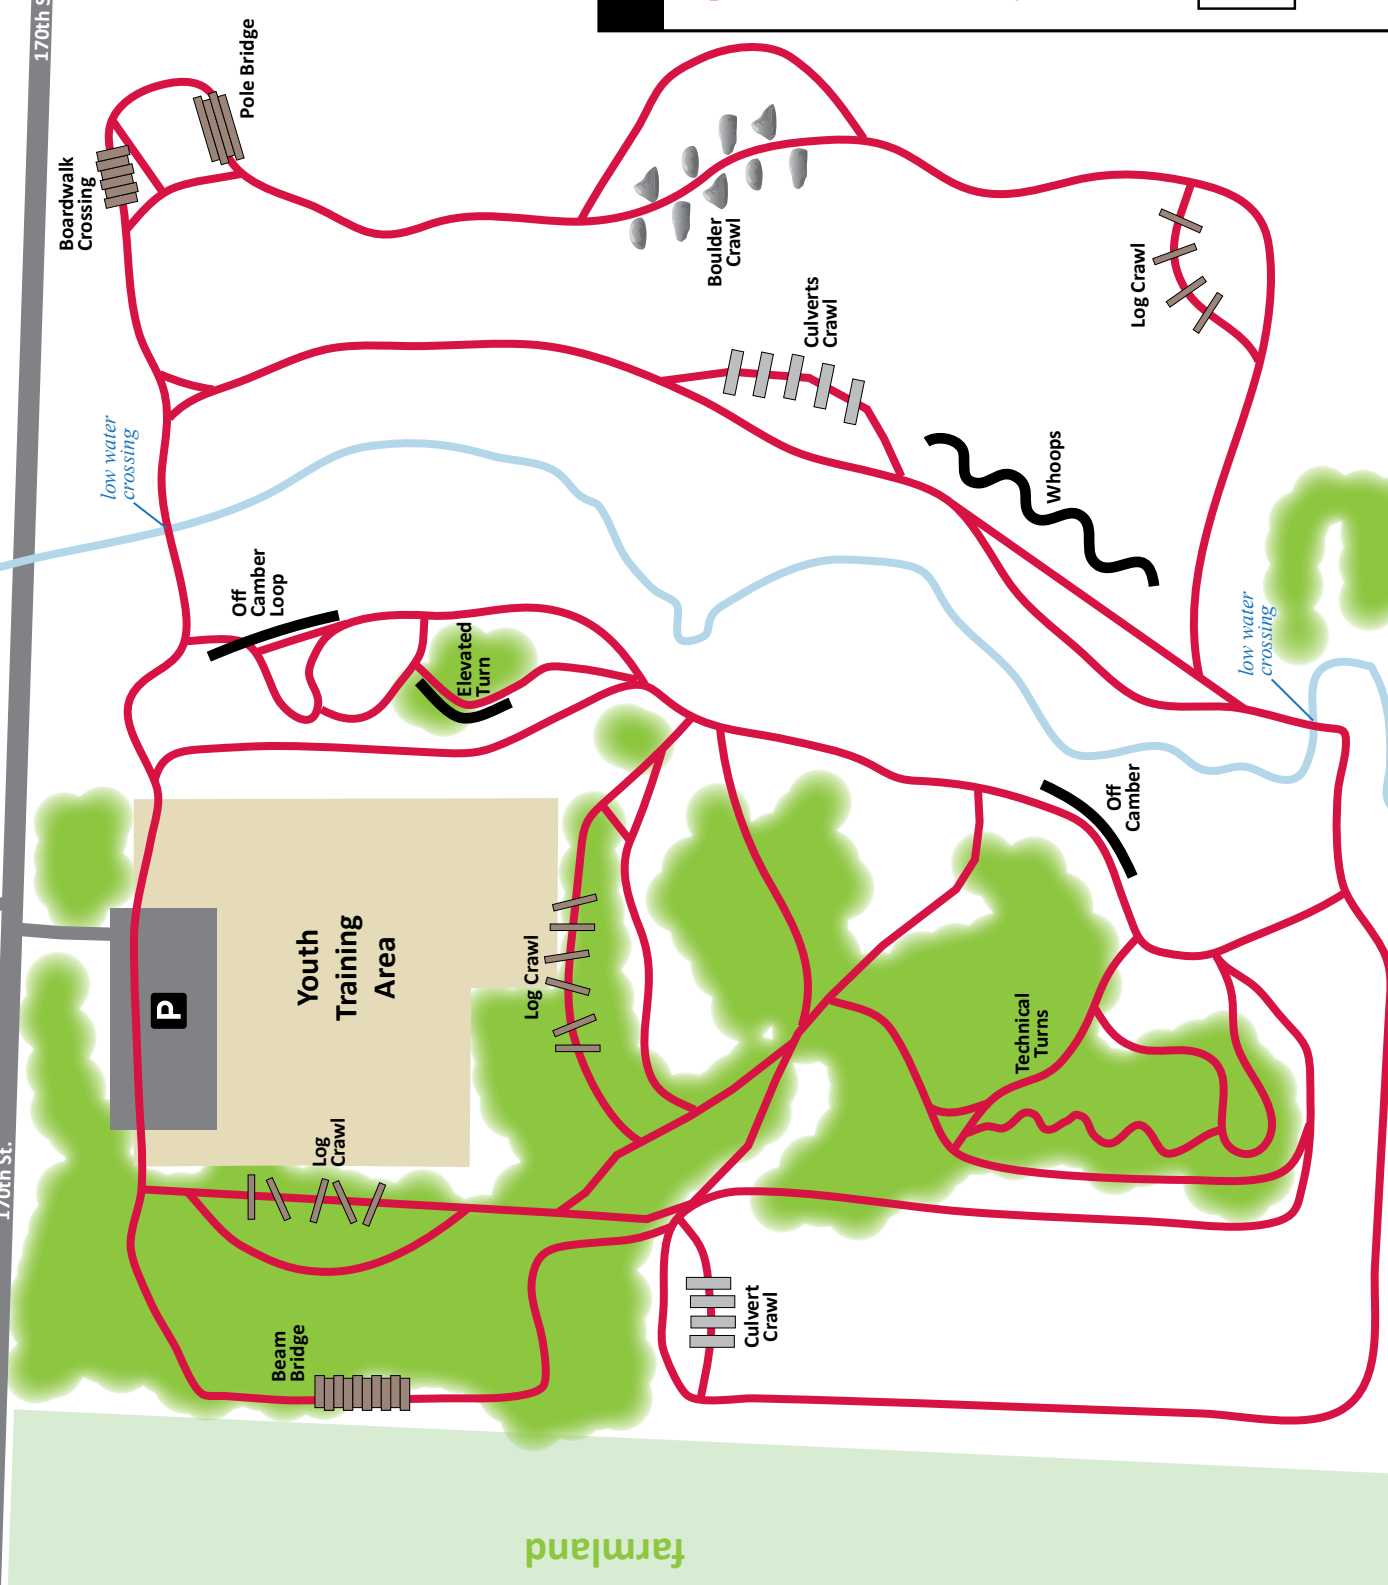 170th S
Pole Bridge
Boardwalk
Crossing
Boulder
Crawl
Log Crawl
Culverts
Crawl
low water
crossing
Whoops
Off
Camber
Loop
Elevated
Turn
low water
crossing
Off
Camber
Youth
Training
Area
P
Log Crawl
Technical
Turns
Log
Crawl
170th St.
Beam
Bridge
Culvert
Crawl
farmland